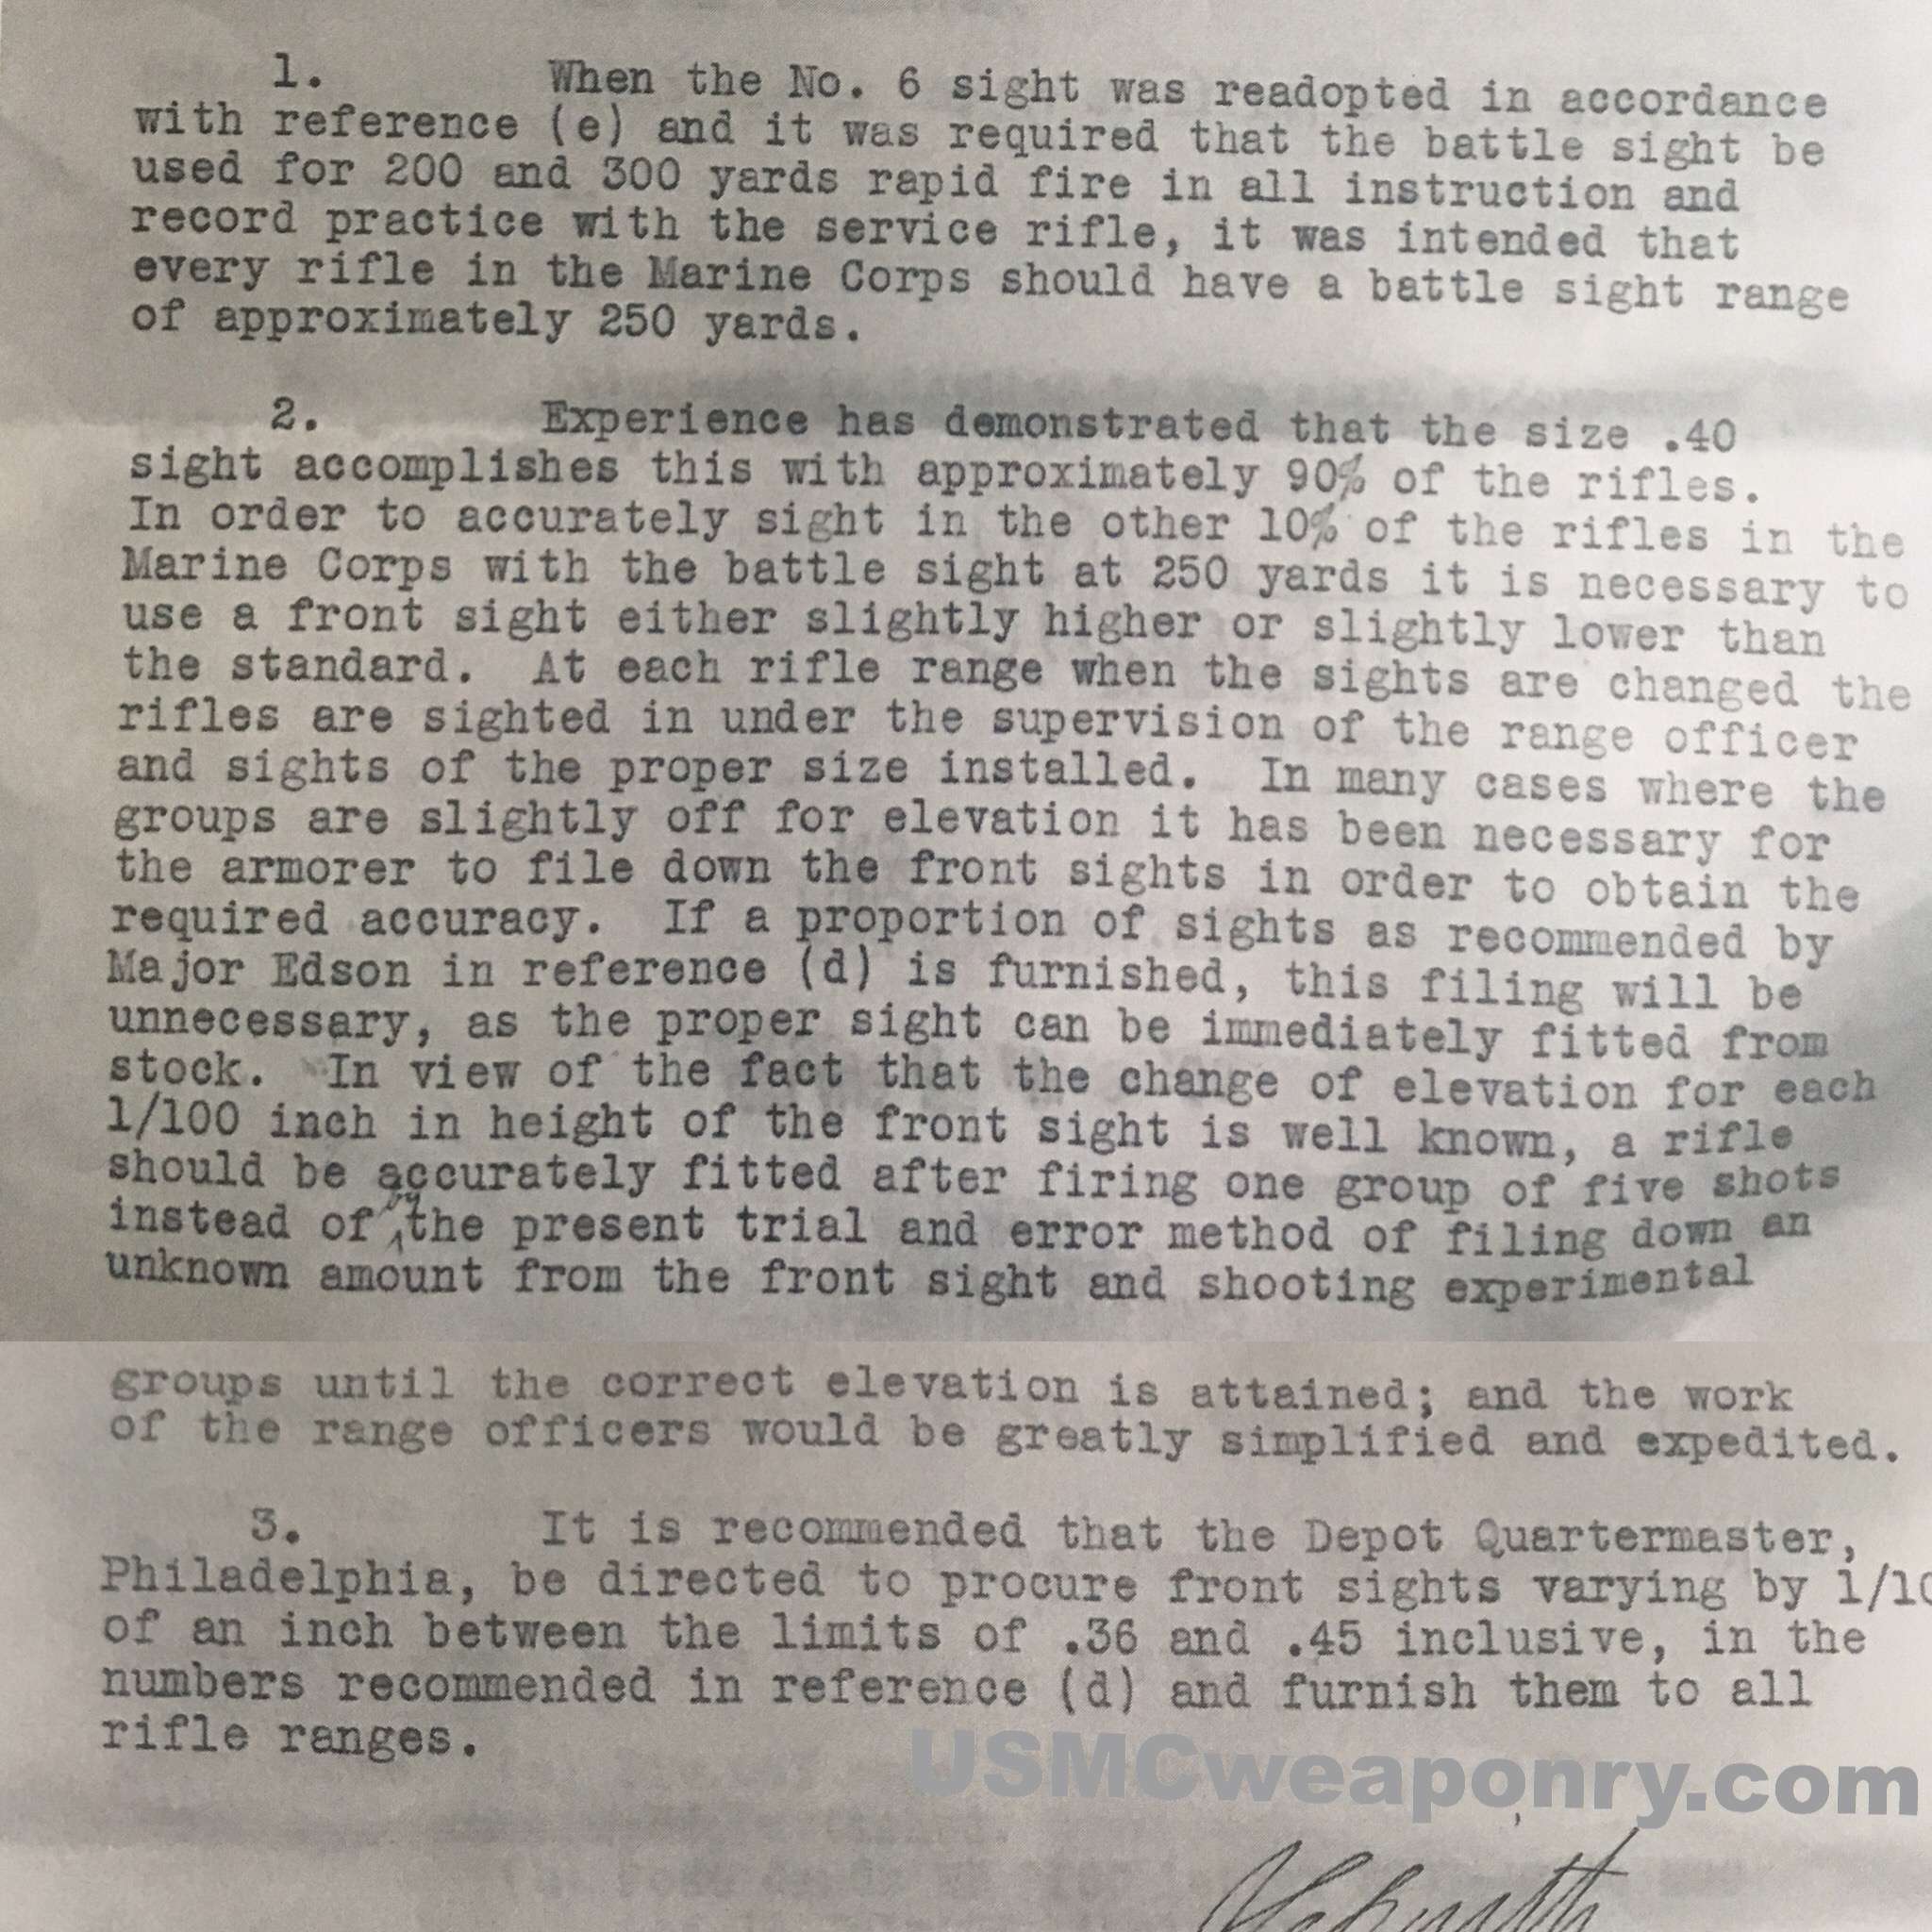 1. When the No. 6 sight was readopted in accordance
with reference (e) and it was required that the battle sight be
used for 200 and 300 yards rapid fire in all instruction and
record practice with the service rifle, it was intended that
every rifle in the Marine Corps should have a battle sight range
of approximately 250 yards.
2. Experience has demonstrated that the size .40
sight accomplishes this with approximately 90% of the rifles.
In order to accurately sight in the other 10% of the rifles in the
Marine Corps with the battle sight at 250 yards it is necessary to
use a front sight either slightly higher or slightly lower than
the standard. At each rifle range when the sights are changed the
rifles are sighted in under the supervision of the range officer
and sights of the proper size installed. In many cases where the
groups are slightly off for elevation it has been necessary for
the armorer to file down the front sights in order to obtain the
required accuracy. If a proportion of sights as recommended by
Major Edson in reference (d) is furnished, this filing will be
unnecessary, as the proper sight can be immediately fitted from
stock. In view of the fact that the change of elevation for each
1/100 inch in height of the front sight is well known, a rifle
should be accurately fitted after firing one group of five shots
instead of by the present trial and error method of filing down an
unknown amount from the front sight and shooting experimental
groups until the correct elevation is attained; and the work
of the range officers would be greatly simplified and expedited.
3. It is recommended that the Depot Quartermaster,
Philadelphia, be directed to procure front sights varying by 1/10
of an inch between the limits of .36 and .45 inclusive, in the
numbers recommended in reference (d) and furnish them to all
rifle ranges.
USMCweaponry.com